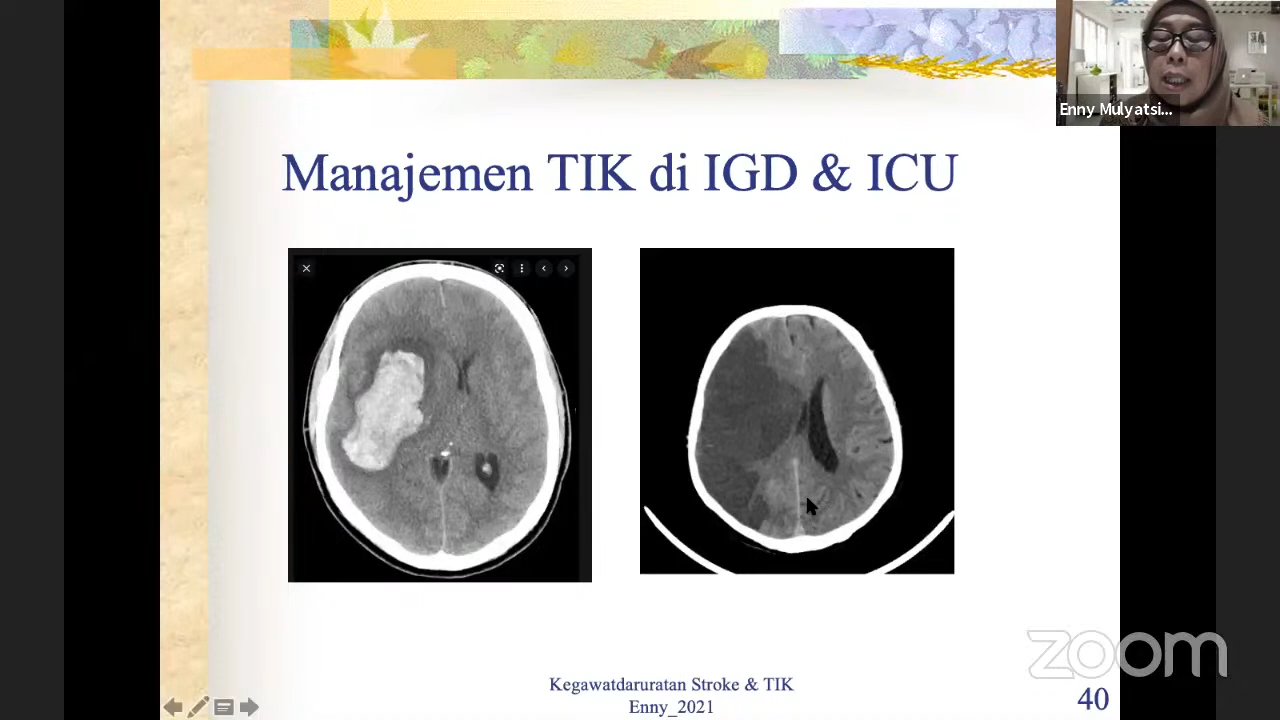 Enny Mulyatsi...
Manajemen TIK di IGD & ICU
zoom
Kegawatdaruratan Stroke & TIK
Enny_2021
40